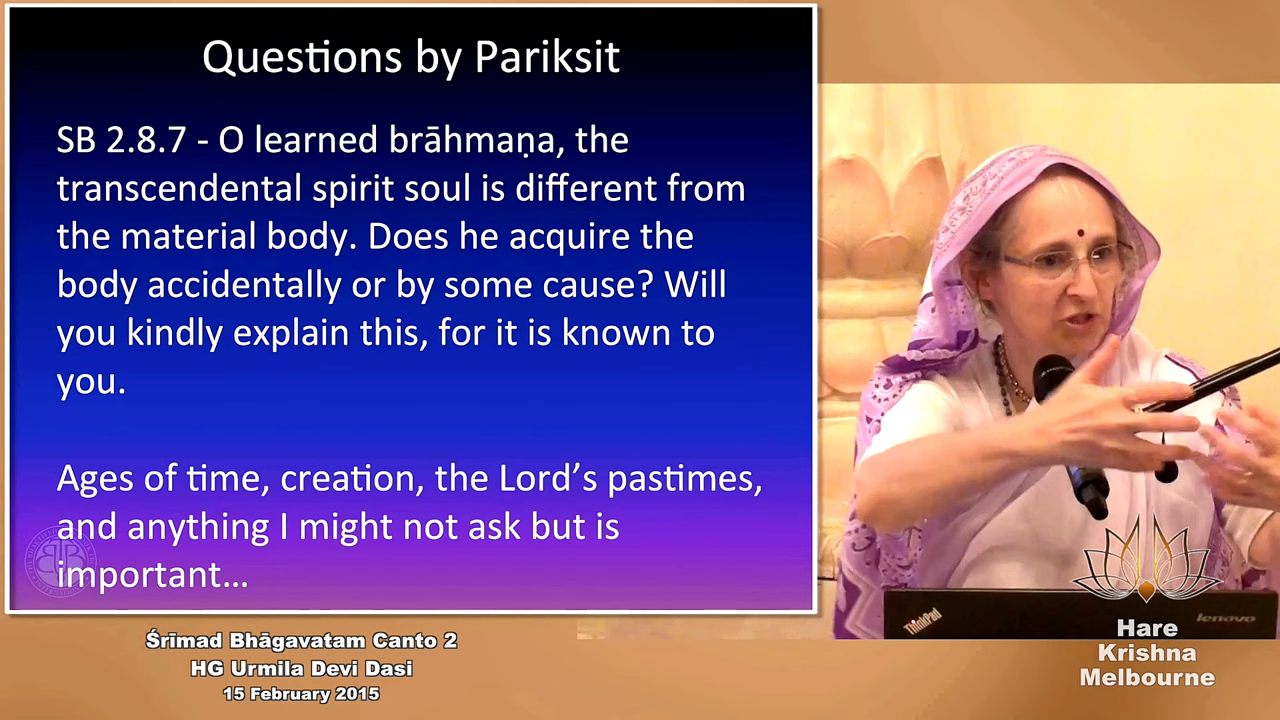 Questions by Pariksit
SB 2.8.7 - O learned brāhmaṇa, the
transcendental spirit soul is different from
the material body. Does he acquire the
body accidentally or by some cause? Will
you kindly explain this, for it is known to
you.
Ages of time, creation, the Lord’s pastimes,
and anything I might not ask but is
important...
Śrīmad Bhāgavatam Canto 2
HG Urmila Devi Dasi
15 February 2015
ThinkPad
lenovo
Hare
Krishna
Melbourne